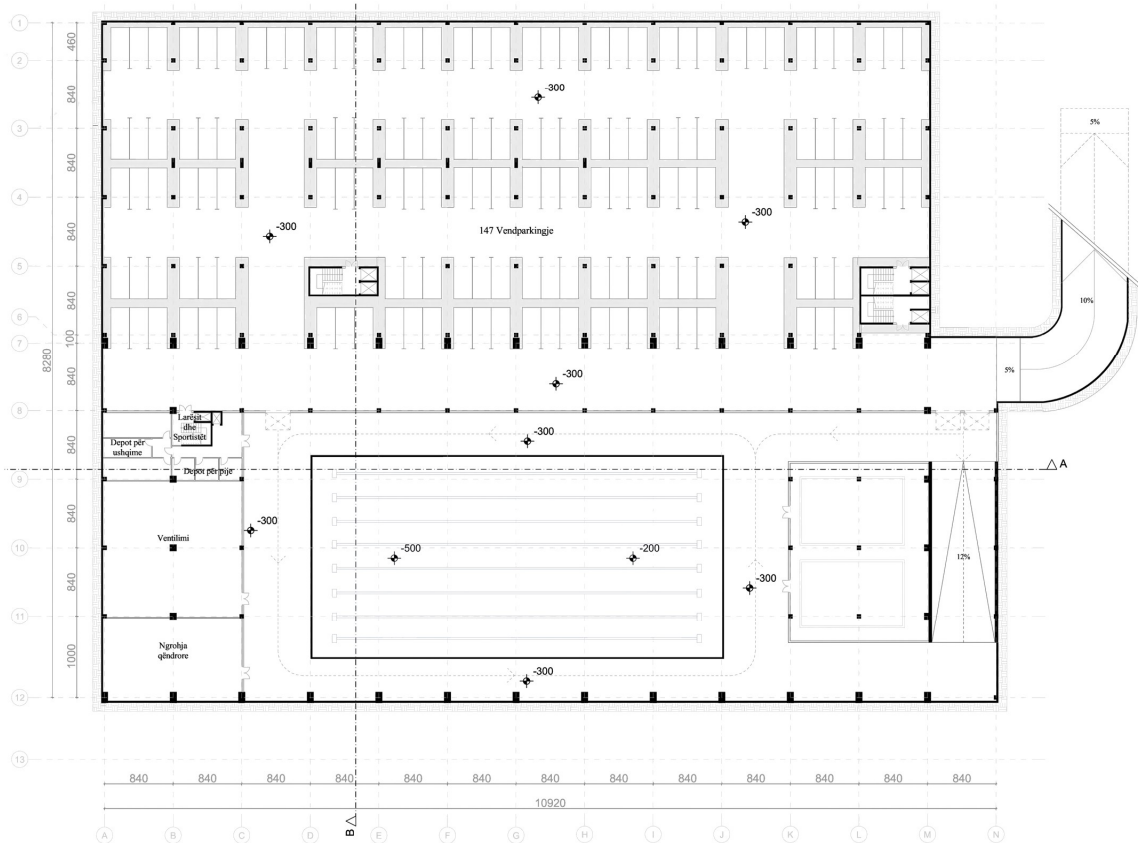 1
2
3
4
5
6
7
8
9
10
11
12
13
460
840
840
840
840
100
840
840
840
840
1000
8280
-300
-300
-300
147 Vendparkingje
-300
5%
10%
5%
Larësit
dhe
Sportistët
Depot për
ushqime
Depot për pije
-300
A
Ventilimi
-300
-500
-200
-300
12%
Ngrohja
qëndrore
-300
840 840 840 840 840 840 840 840 840 840 840 840 840
10920
B
A B C D E F G H I J K L M N